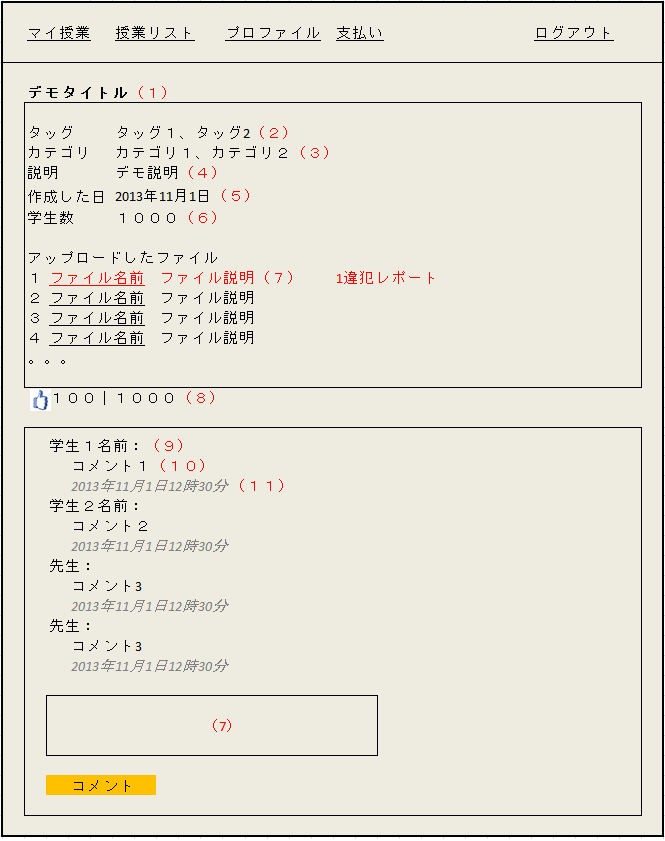 マイ授業　授業リスト　プロファイル　支払い　ログアウト
デモタイトル（１）
タッグ　タッグ１、タッグ2（２）
カテゴリ　カテゴリ１、カテゴリ２（３）
説明　デモ説明（４）
作成した日　2013年11月1日（５）
学生数　１０００（６）
アップロードしたファイル
１ ファイル名前　ファイル説明（７）　1違犯レポート
２ ファイル名前　ファイル説明
３ ファイル名前　ファイル説明
４ ファイル名前　ファイル説明
。。。
１００｜１０００（８）
学生１名前：（９）
コメント１（１０）
2013年11月1日12時30分（１１）
学生２名前：
コメント２
2013年11月1日12時30分
先生：
コメント3
2013年11月1日12時30分
先生：
コメント3
2013年11月1日12時30分
（7）
コメント